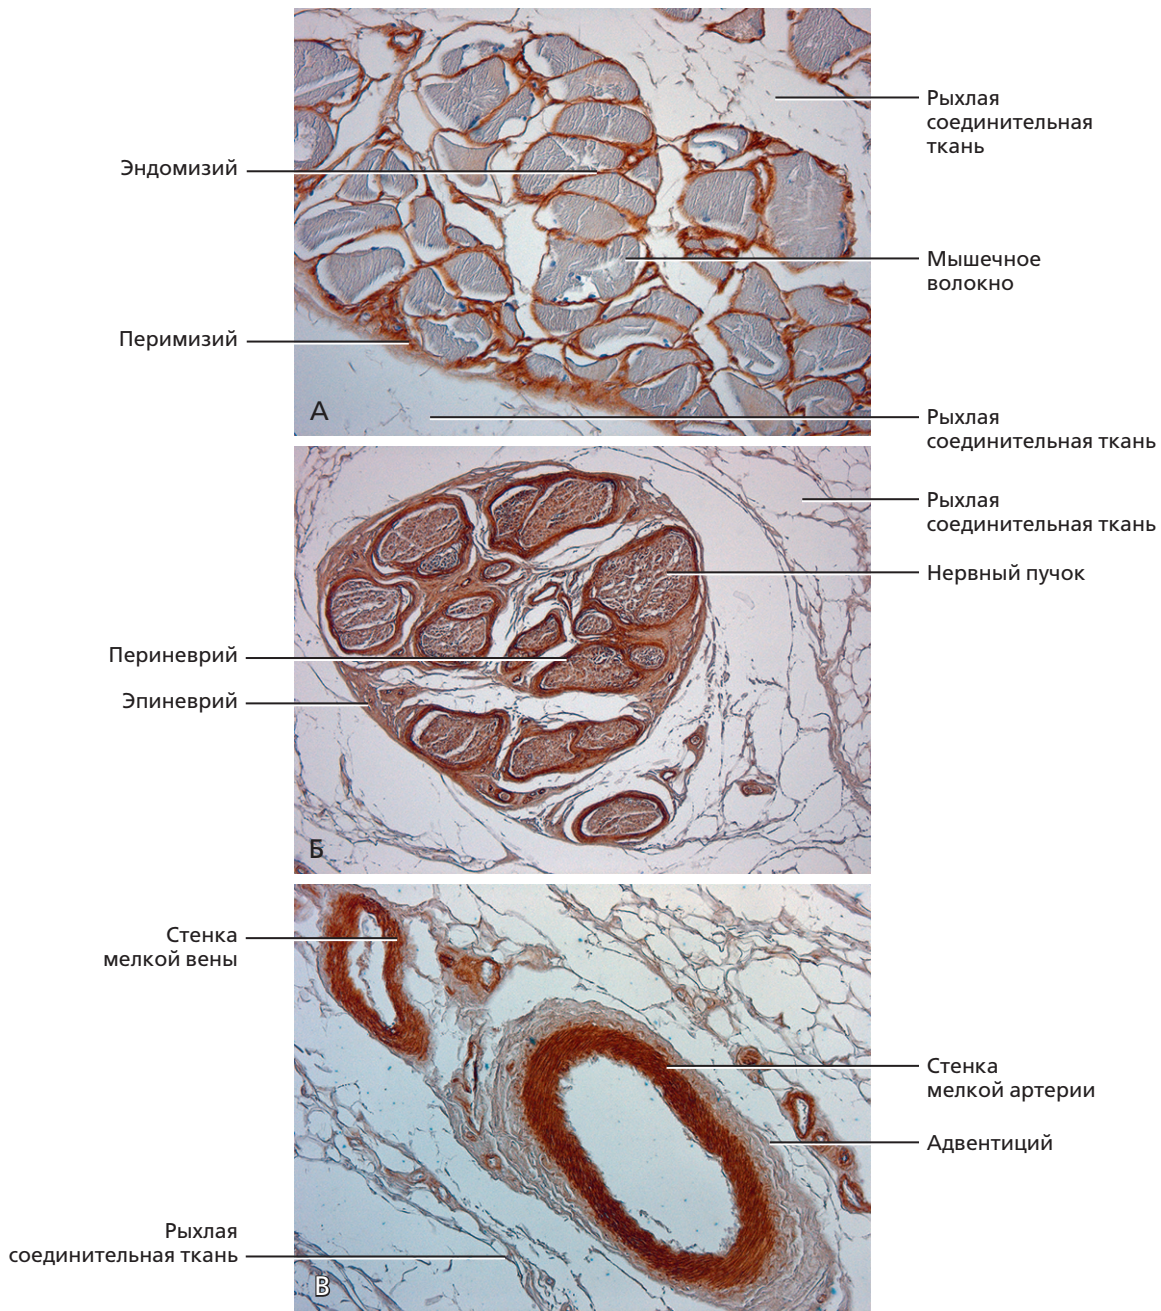 Рыхлая
соединительная
ткань
Эндомизий
Мышечное
волокно
Перимизий
А
Рыхлая
соединительная ткань
Рыхлая
соединительная ткань
Нервный пучок
Периневрий
Эпиневрий
Б
Стенка
мелкой вены
Стенка
мелкой артерии
Адвентиций
Рыхлая
соединительная ткань
В